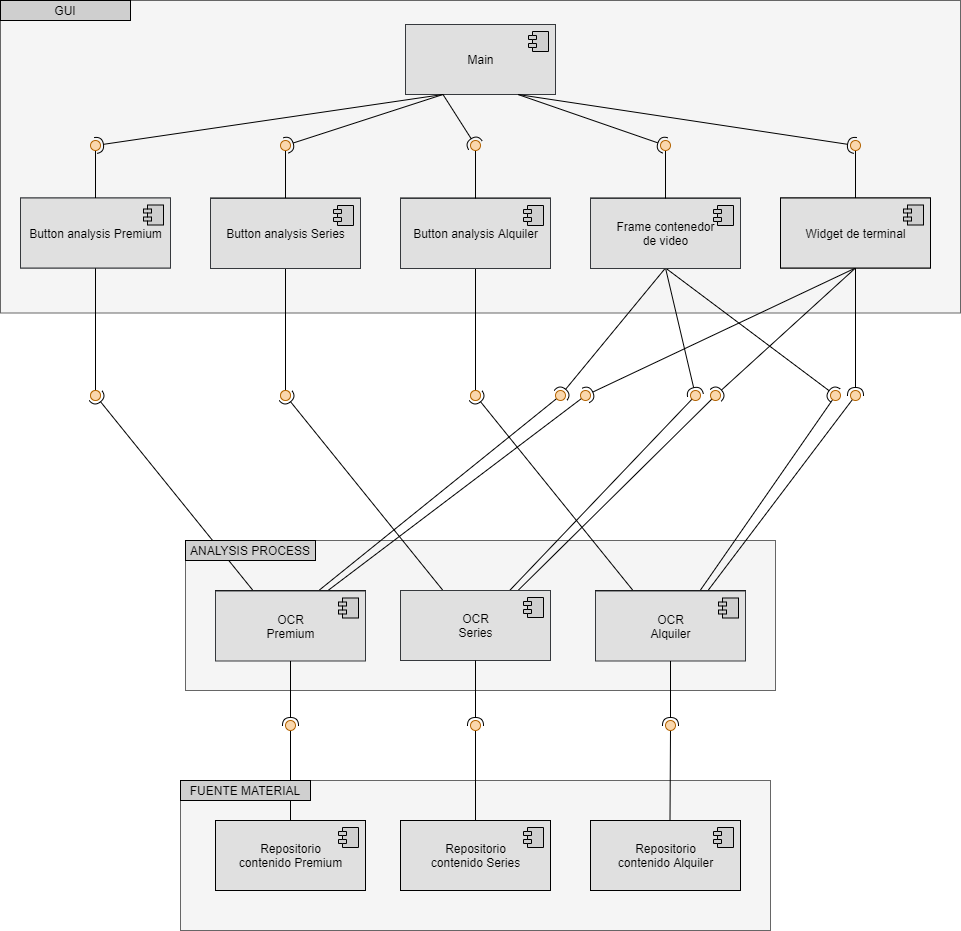 GUI
Main
Button analysis Premium
Button analysis Series
Button analysis Alquiler
Frame contenedor
de video
Widget de terminal
ANALYSIS PROCESS
OCR
Premium
OCR
Series
OCR
Alquiler
FUENTE MATERIAL
Repositorio
contenido Premium
Repositorio
contenido Series
Repositorio
contenido Alquiler